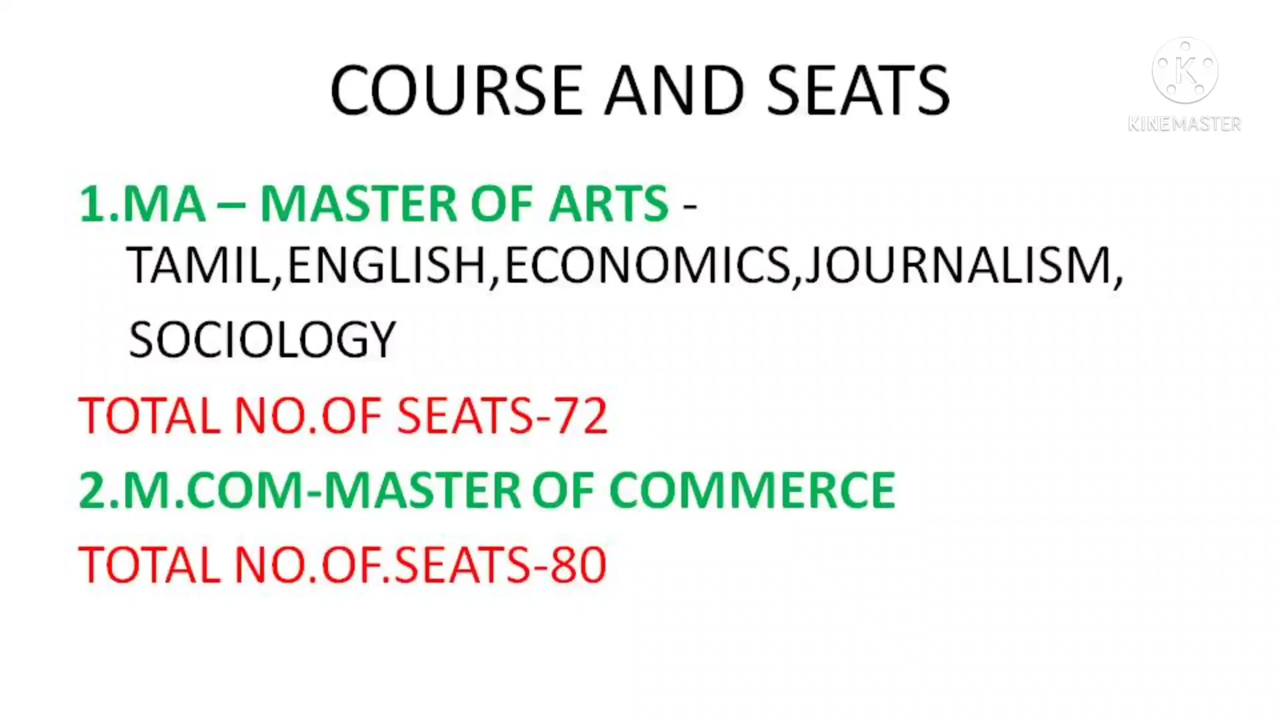 COURSE AND SEATS
K
KINEMASTER
1.MA – MASTER OF ARTS -
TAMIL,ENGLISH,ECONOMICS,JOURNALISM,
SOCIOLOGY
TOTAL NO.OF SEATS-72
2.M.COM-MASTER OF COMMERCE
TOTAL NO.OF.SEATS-80